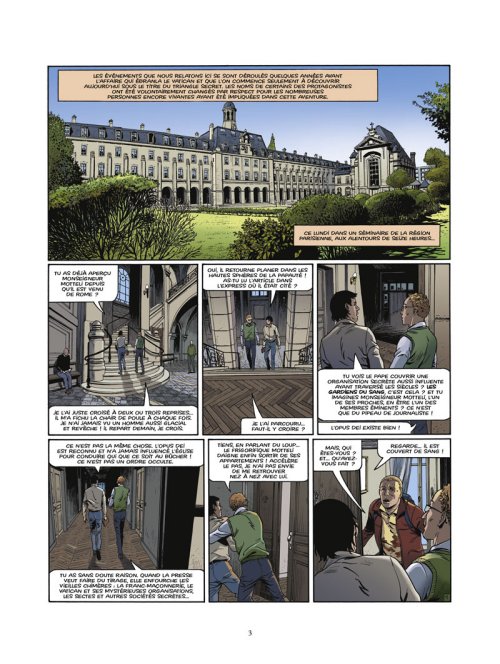 LES ÉVÉNEMENTS QUE NOUS RELATONS ICI SE SONT DÉROULÉS QUELQUES ANNÉES AVANT
L'AFFAIRE QUI ÉBRANLA LE VATICAN ET QUE L'ON COMMENCE SEULEMENT À DÉCOUVRIR
AUJOURD'HUI SOUS LE TITRE DU TRIANGLE SECRET. LES NOMS DE CERTAINS DES PROTAGONISTES
ONT ÉTÉ VOLONTAIREMENT CHANGÉS PAR RESPECT POUR LES NOMBREUSES
PERSONNES ENCORE VIVANTES AYANT ÉTÉ IMPLIQUÉES DANS CETTE AVENTURE.
CE LUNDI DANS UN SÉMINAIRE DE LA RÉGION
PARISIENNE, AUX ALENTOURS DE SEIZE HEURES...
TU AS DÉJÀ APERÇU
MONSEIGNEUR
MOTTELI DEPUIS
QU'IL EST VENU
DE ROME ?
JE L'AI JUSTE CROISÉ À DEUX OU TROIS REPRISES...
IL M'A FICHU LA CHAIR DE POULE À CHAQUE FOIS.
JE N'AI JAMAIS VU UN HOMME AUSSI GLACIAL
ET REVÊCHE ! IL REPART DEMAIN, JE CROIS.
OUI, IL RETOURNE PLANER DANS LES
HAUTES SPHÈRES DE LA PAPAUTÉ !
AS-TU LU L'ARTICLE DANS
L'EXPRESS OÙ IL ÉTAIT CITÉ ?
JE L'AI PARCOURU...
FAUT-IL Y CROIRE ?
TU VOIS LE PAPE COUVRIR UNE
ORGANISATION SECRÈTE AUSSI INFLUENTE
AYANT TRAVERSÉ LES SIÈCLES ? LES
GARDIENS DU SANG, C'EST CELA ? ET TU
IMAGINES MONSEIGNEUR MOTTELI, L'UN
DE SES PROCHES, EN ÊTRE L'UN DES
MEMBRES ÉMINENTS ? CE N'EST
QUE DU PIPEAU DE JOURNALISTE !
L'OPUS DEI EXISTE BIEN !
CE N'EST PAS LA MÊME CHOSE. L'OPUS DEI
EST RECONNU ET N'A JAMAIS INFLUENCÉ L'ÉGLISE
POUR CONDUIRE QUI QUE CE SOIT AU BÛCHER !
CE N'EST PAS UN ORDRE OCCULTE.
TU AS SANS DOUTE RAISON. QUAND LA PRESSE
VEUT FAIRE DU TIRAGE, ELLE ENFOURCHE LES
VIEILLES CHIMÈRES : LA FRANC-MAÇONNERIE, LE
VATICAN ET SES MYSTÉRIEUSES ORGANISATIONS,
LES SECTES ET AUTRES SOCIÉTÉS SECRÈTES...
TIENS, EN PARLANT DU LOUP...
LE FRIGORIFIQUE MOTTELI
DAIGNE ENFIN SORTIR DE SES
APPARTEMENTS ! ACCÉLÈRE
LE PAS, JE N'AI PAS ENVIE
DE ME RETROUVER
NEZ À NEZ AVEC LUI.
MAIS, QUI
ÊTES-VOUS ?
ET... QU'AVEZ-
VOUS FAIT ?
REGARDE... IL EST
COUVERT DE SANG !
3